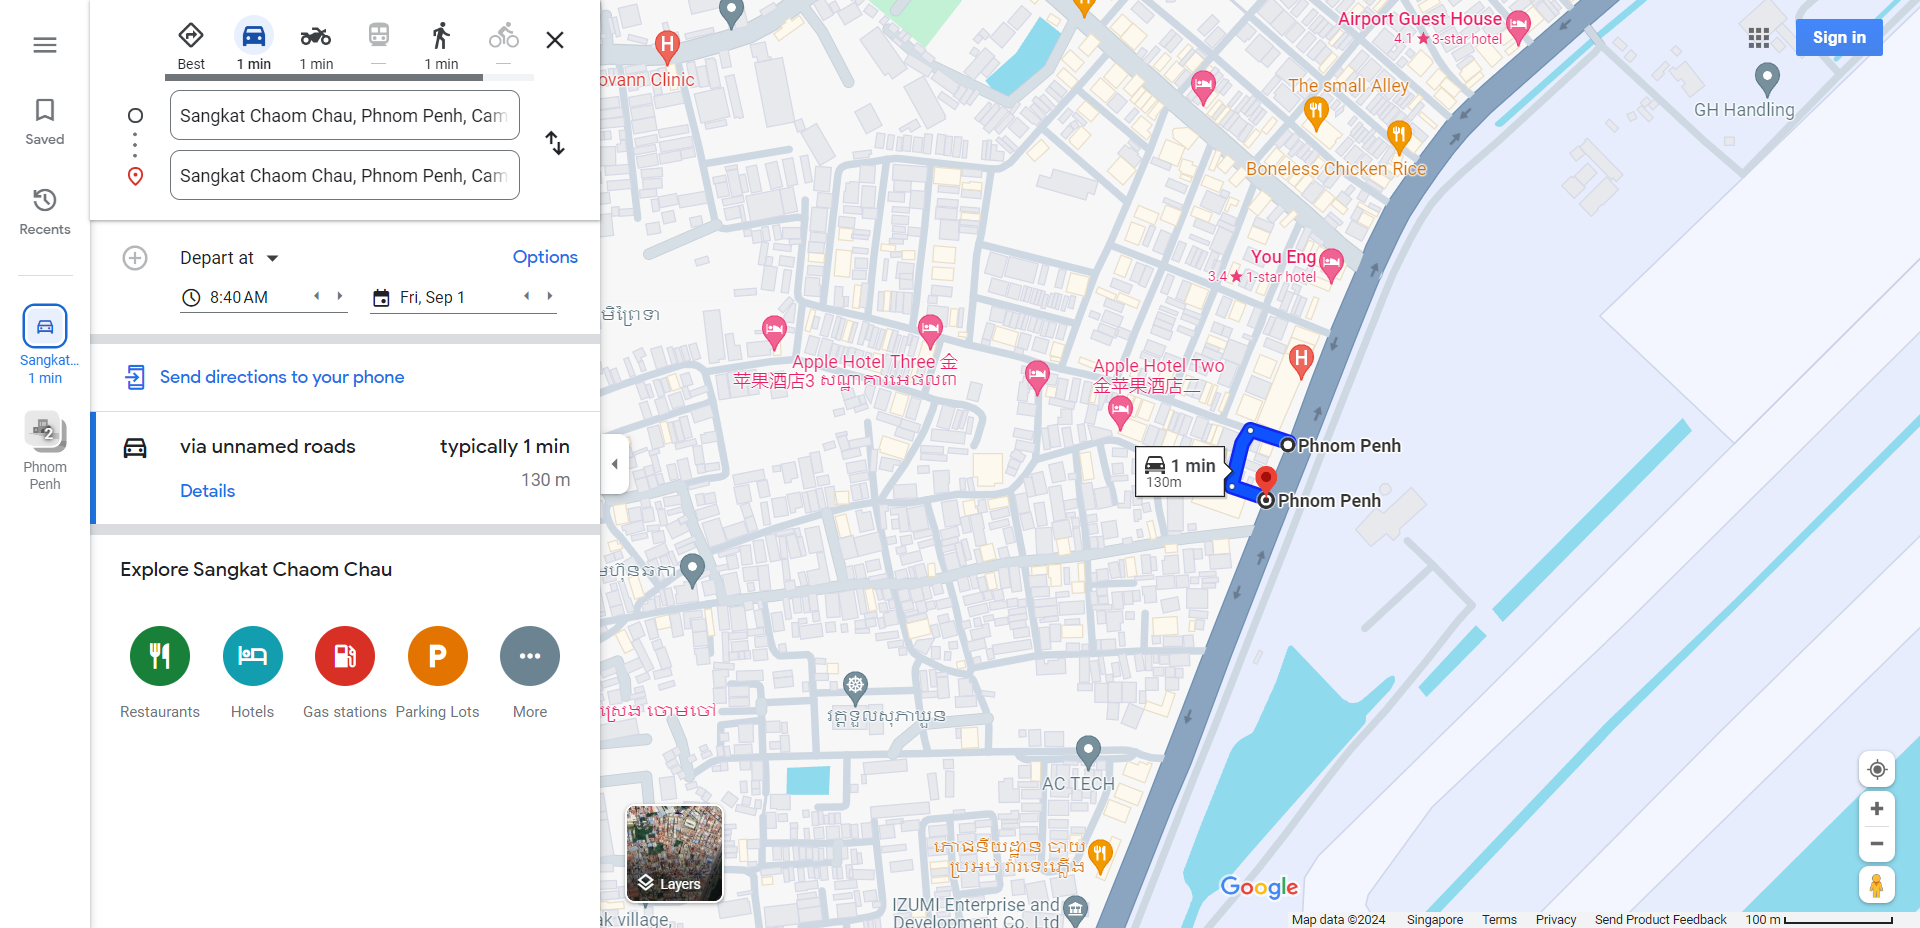 Saved
Recents
Sangkat...
1 min
2
Phnom
Penh
Best
1 min
1 min
—
1 min
—
Sangkat Chaom Chau, Phnom Penh, Cam
Sangkat Chaom Chau, Phnom Penh, Cam
Depart at
Options
8:40 AM
Fri, Sep 1
Send directions to your phone
via unnamed roads
typically 1 min
130 m
Details
Explore Sangkat Chaom Chau
Restaurants
Hotels
Gas stations
Parking Lots
More
P
Sign in
Airport Guest House
4.1 ★ 3-star hotel
H
ovann Clinic
The small Alley
GH Handling
Boneless Chicken Rice
You Eng
3.4 ★ 1-star hotel
មិព្រៃទា
Apple Hotel Three 金
苹果酒店3 សណ្ឋាគារអេផល៣
Apple Hotel Two
金苹果酒店二
H
Phnom Penh
1 min
130m
Phnom Penh
មហ៊ុនឆកា
ស្រេង ចោមចៅ
វត្តទួលសុភាឃួន
AC TECH
ភោជនីយដ្ឋាន បាយ
ប្រអប់ រ៉ារទេះភ្លើង
IZUMI Enterprise and
Development Co. Ltd
ak village,
Layers
Google
Map data ©2024
Singapore
Terms
Privacy
Send Product Feedback
100 m